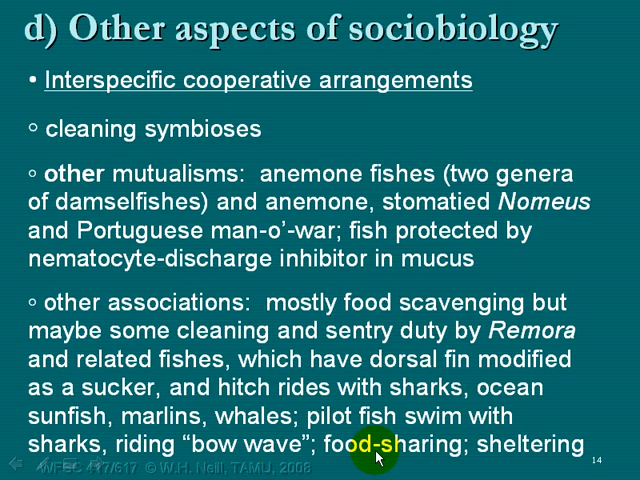 d) Other aspects of sociobiology
• Interspecific cooperative arrangements
◦ cleaning symbioses
◦ other mutualisms: anemone fishes (two genera
of damselfishes) and anemone, stomatied Nomeus
and Portuguese man-o'-war; fish protected by
nematocyte-discharge inhibitor in mucus
◦ other associations: mostly food scavenging but
maybe some cleaning and sentry duty by Remora
and related fishes, which have dorsal fin modified
as a sucker, and hitch rides with sharks, ocean
sunfish, marlins, whales; pilot fish swim with
sharks, riding "bow wave"; food-sharing; sheltering
WFSC 417/617 © W.H. Neill, TAMU, 2008
14